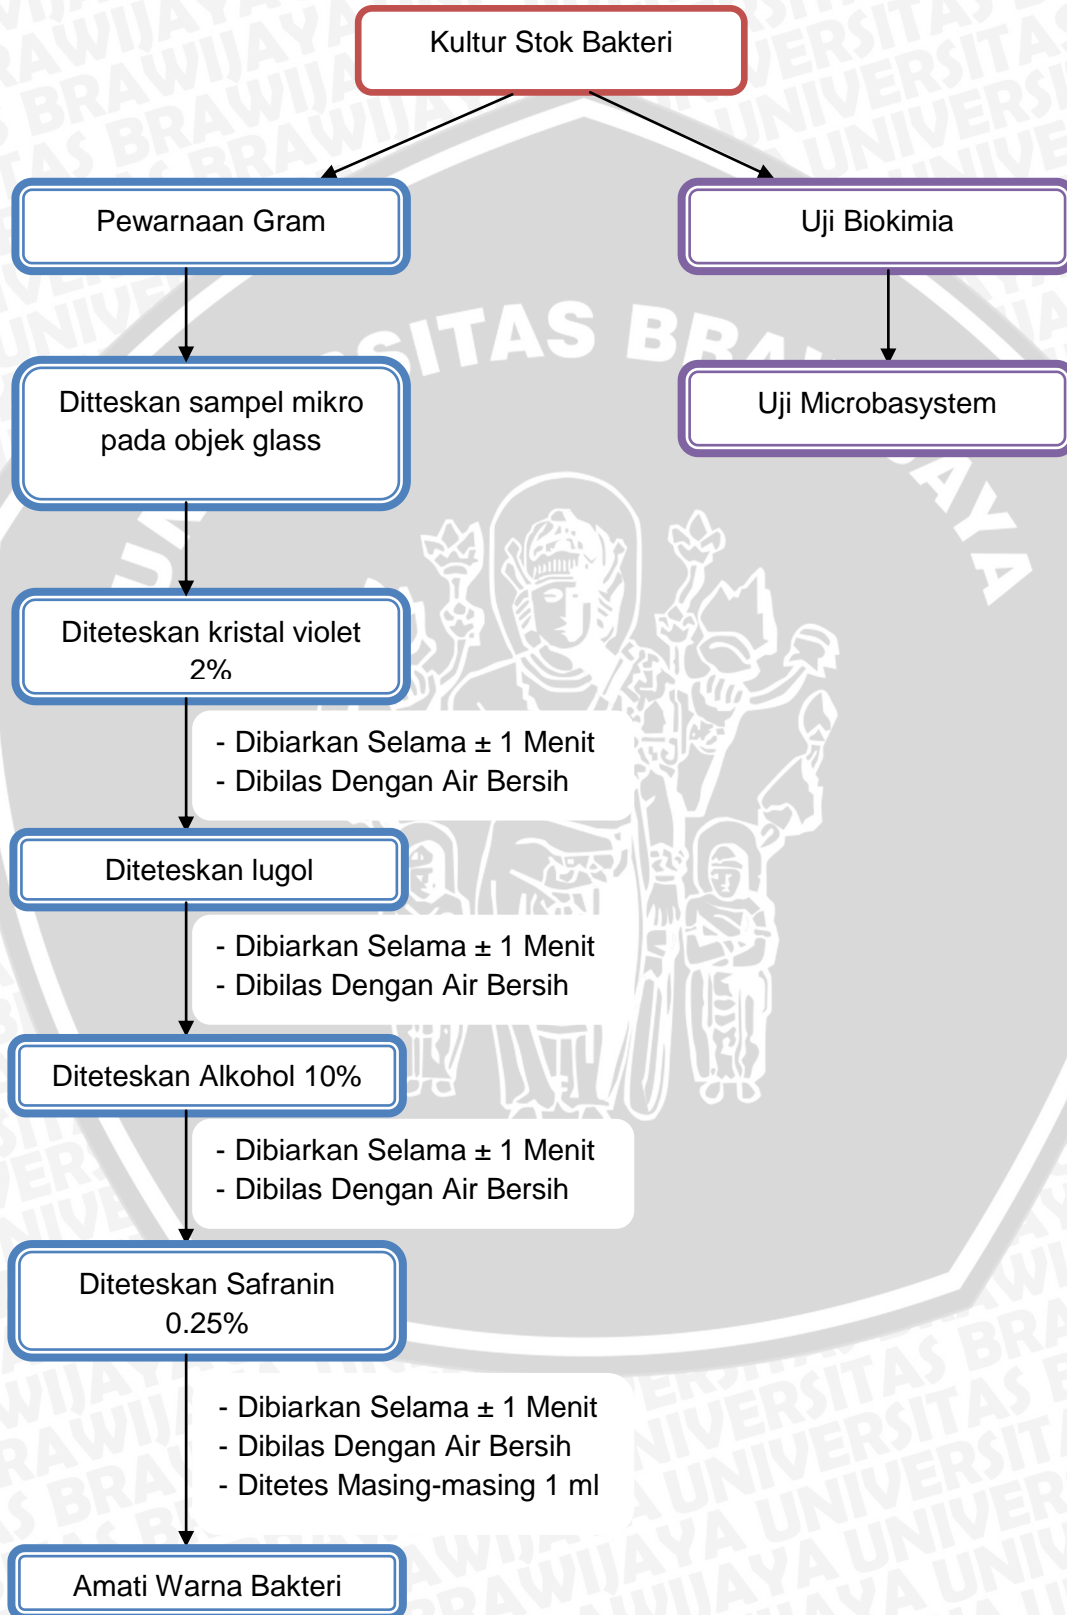 Kultur Stok Bakteri
Pewarnaan Gram
Uji Biokimia
Ditteskan sampel mikro
pada objek glass
Uji Microbasystem
Diteteskan kristal violet
2%
- Dibiarkan Selama ± 1 Menit
- Dibilas Dengan Air Bersih
Diteteskan lugol
- Dibiarkan Selama ± 1 Menit
- Dibilas Dengan Air Bersih
Diteteskan Alkohol 10%
- Dibiarkan Selama ± 1 Menit
- Dibilas Dengan Air Bersih
Diteteskan Safranin
0.25%
- Dibiarkan Selama ± 1 Menit
- Dibilas Dengan Air Bersih
- Ditetes Masing-masing 1 ml
Amati Warna Bakteri